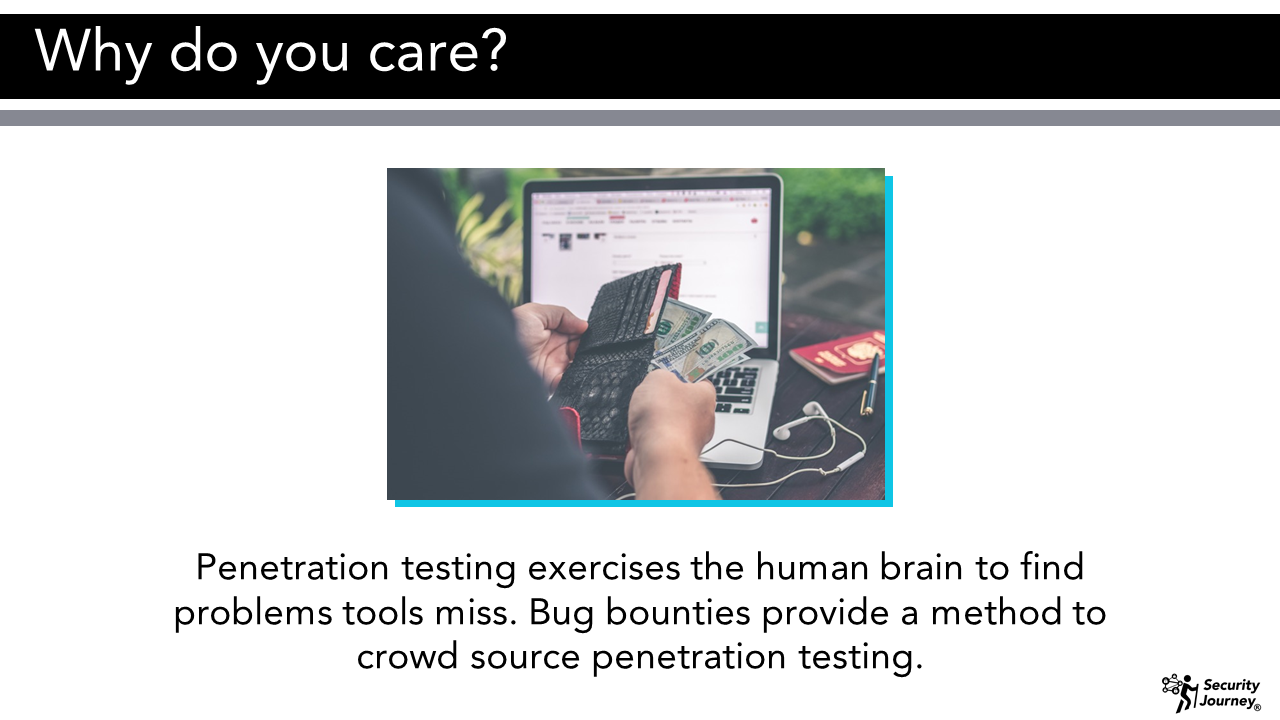 Why do you care?
Penetration testing exercises the human brain to find
problems tools miss. Bug bounties provide a method to
crowd source penetration testing.
Security
Journey®